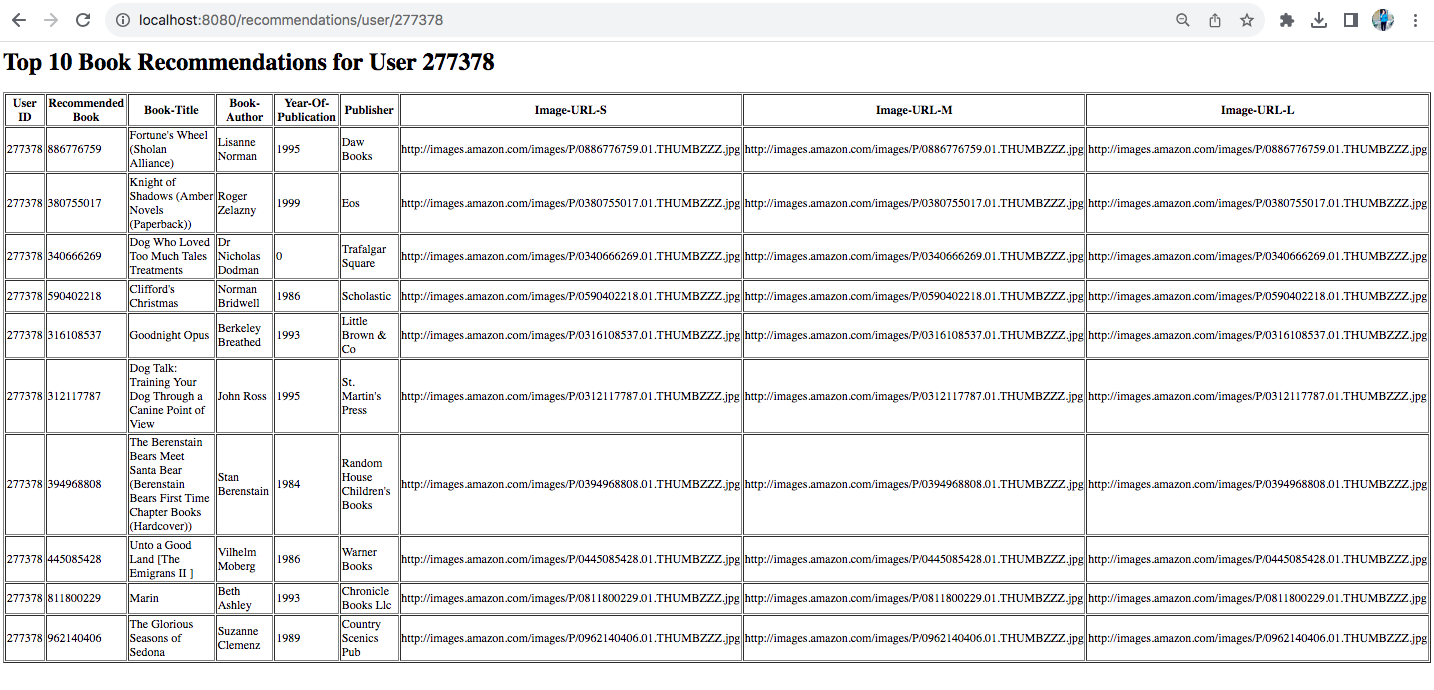 localhost:8080/recommendations/user/277378
Top 10 Book Recommendations for User 277378
User ID Recommended Book Book-Title Book-Author Year-Of-Publication Publisher Image-URL-S Image-URL-M Image-URL-L
277378 886776759 Fortune's Wheel (Sholan Alliance) Lisanne Norman 1995 Daw Books http://images.amazon.com/images/P/0886776759.01.THUMBZZZ.jpg http://images.amazon.com/images/P/0886776759.01.THUMBZZZ.jpg http://images.amazon.com/images/P/0886776759.01.THUMBZZZ.jpg
277378 380755017 Knight of Shadows (Amber Novels (Paperback)) Roger Zelazny 1999 Eos http://images.amazon.com/images/P/0380755017.01.THUMBZZZ.jpg http://images.amazon.com/images/P/0380755017.01.THUMBZZZ.jpg http://images.amazon.com/images/P/0380755017.01.THUMBZZZ.jpg
277378 340666269 Dog Who Loved Too Much Tales Treatments Dr Nicholas Dodman 0 Trafalgar Square http://images.amazon.com/images/P/0340666269.01.THUMBZZZ.jpg http://images.amazon.com/images/P/0340666269.01.THUMBZZZ.jpg http://images.amazon.com/images/P/0340666269.01.THUMBZZZ.jpg
277378 590402218 Clifford's Christmas Norman Bridwell 1986 Scholastic http://images.amazon.com/images/P/0590402218.01.THUMBZZZ.jpg http://images.amazon.com/images/P/0590402218.01.THUMBZZZ.jpg http://images.amazon.com/images/P/0590402218.01.THUMBZZZ.jpg
277378 316108537 Goodnight Opus Berkeley Breathed 1993 Little Brown & Co http://images.amazon.com/images/P/0316108537.01.THUMBZZZ.jpg http://images.amazon.com/images/P/0316108537.01.THUMBZZZ.jpg http://images.amazon.com/images/P/0316108537.01.THUMBZZZ.jpg
277378 312117787 Dog Talk: Training Your Dog Through a Canine Point of View John Ross 1995 St. Martin's Press http://images.amazon.com/images/P/0312117787.01.THUMBZZZ.jpg http://images.amazon.com/images/P/0312117787.01.THUMBZZZ.jpg http://images.amazon.com/images/P/0312117787.01.THUMBZZZ.jpg
277378 394968808 The Berenstain Bears Meet Santa Bear (Berenstain Bears First Time Chapter Books (Hardcover)) Stan Berenstain 1984 Random House Children's Books http://images.amazon.com/images/P/0394968808.01.THUMBZZZ.jpg http://images.amazon.com/images/P/0394968808.01.THUMBZZZ.jpg http://images.amazon.com/images/P/0394968808.01.THUMBZZZ.jpg
277378 445085428 Unto a Good Land [The Emigrans II ] Vilhelm Moberg 1986 Warner Books http://images.amazon.com/images/P/0445085428.01.THUMBZZZ.jpg http://images.amazon.com/images/P/0445085428.01.THUMBZZZ.jpg http://images.amazon.com/images/P/0445085428.01.THUMBZZZ.jpg
277378 811800229 Marin Beth Ashley 1993 Chronicle Books Llc http://images.amazon.com/images/P/0811800229.01.THUMBZZZ.jpg http://images.amazon.com/images/P/0811800229.01.THUMBZZZ.jpg http://images.amazon.com/images/P/0811800229.01.THUMBZZZ.jpg
277378 962140406 The Glorious Seasons of Sedona Suzanne Clemenz 1989 Country Scenics Pub http://images.amazon.com/images/P/0962140406.01.THUMBZZZ.jpg http://images.amazon.com/images/P/0962140406.01.THUMBZZZ.jpg http://images.amazon.com/images/P/0962140406.01.THUMBZZZ.jpg